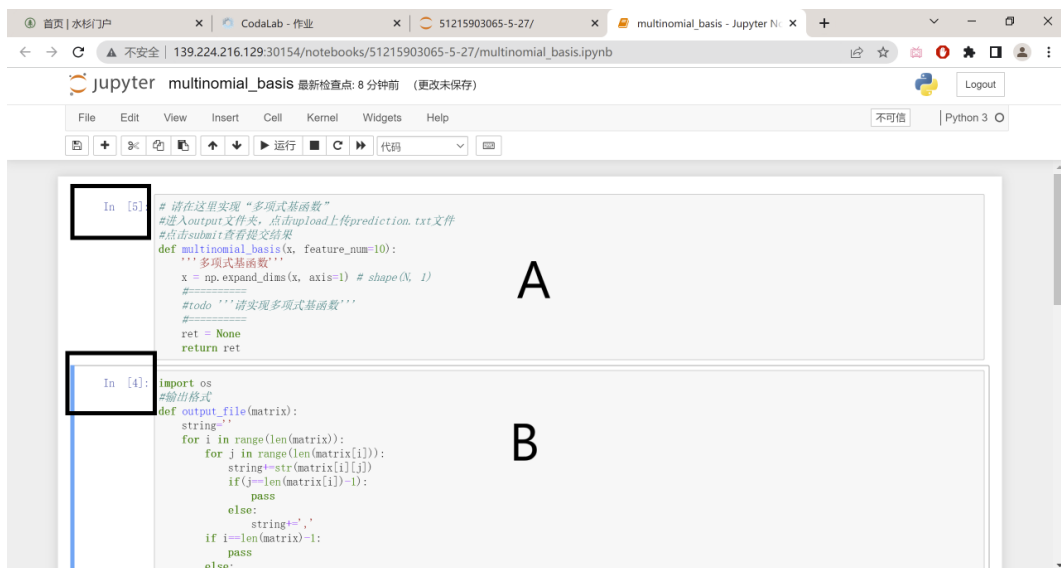 首页 | 水杉门户
CodaLab - 作业
51215903065-5-27/
multinomial_basis - Jupyter No
不安全 | 139.224.216.129:30154/notebooks/51215903065-5-27/multinomial_basis.ipynb
jupyter multinomial_basis 最新检查点: 8 分钟前 (更改未保存)
Logout
File Edit View Insert Cell Kernel Widgets Help
不可信 | Python 3
运行 代码
In [5]:
# 请在这里实现“多项式基函数”
#进入output文件夹，点击upload上传prediction.txt文件
#点击submit查看提交结果
def multinomial_basis(x, feature_num=10):
    '''多项式基函数'''
    x = np.expand_dims(x, axis=1) # shape(N, 1)
    #==========
    #todo '''请实现多项式基函数'''
    #==========
    ret = None
    return ret
A
In [4]:
import os
#输出格式
def output_file(matrix):
    string=''
    for i in range(len(matrix)):
        for j in range(len(matrix[i])):
            string+=str(matrix[i][j])
            if(j==len(matrix[i])-1):
                pass
            else:
                string+=','
        if i==len(matrix)-1:
            pass
        else:
B